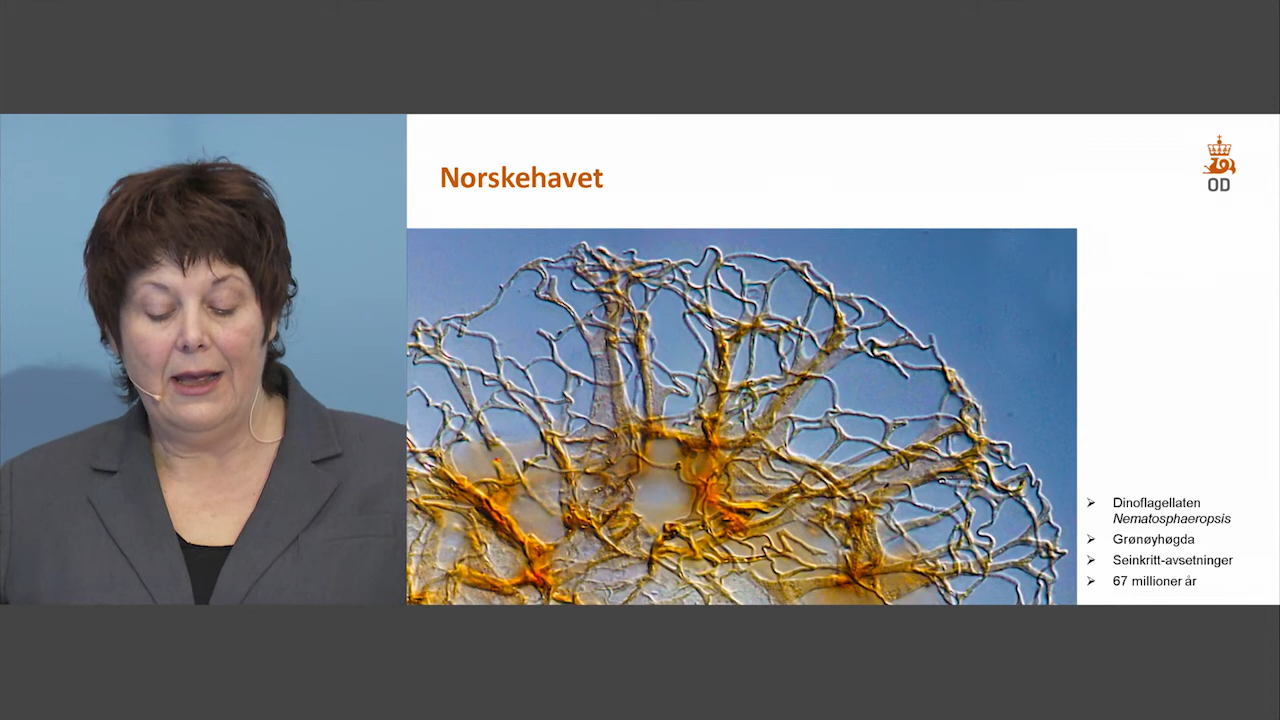 Norskehavet
OD
Dinoflagellaten
Nematosphaeropsis
Grønøyhøgda
Seinkritt-avsetninger
67 millioner år